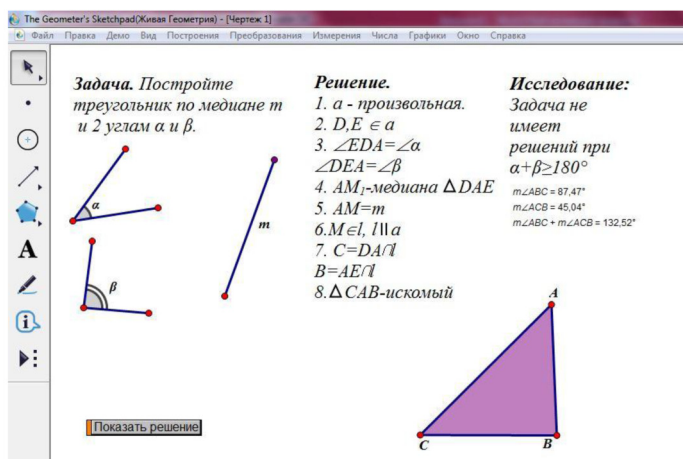 The Geometer's Sketchpad(Живая Геометрия) - [Чертеж 1]
Файл Правка Демо Вид Построения Преобразования Измерения Числа Графики Окно Справка
Задача. Постройте
треугольник по медиане m
и 2 углам α и β.
α
m
β
Показать решение
Решение.
1. a - произвольная.
2. D,E ∈ a
3. ∠EDA=∠α
∠DEA=∠β
4. AM₁-медиана ΔDAE
5. AM=m
6.M∈l, l∥a
7. C=DA∩l
B=AE∩l
8.ΔCAB-искомый
Исследование:
Задача не
имеет
решений при
α+β≥180°
m∠ABC = 87,47°
m∠ACB = 45,04°
m∠ABC + m∠ACB = 132,52°
A
C
B
A